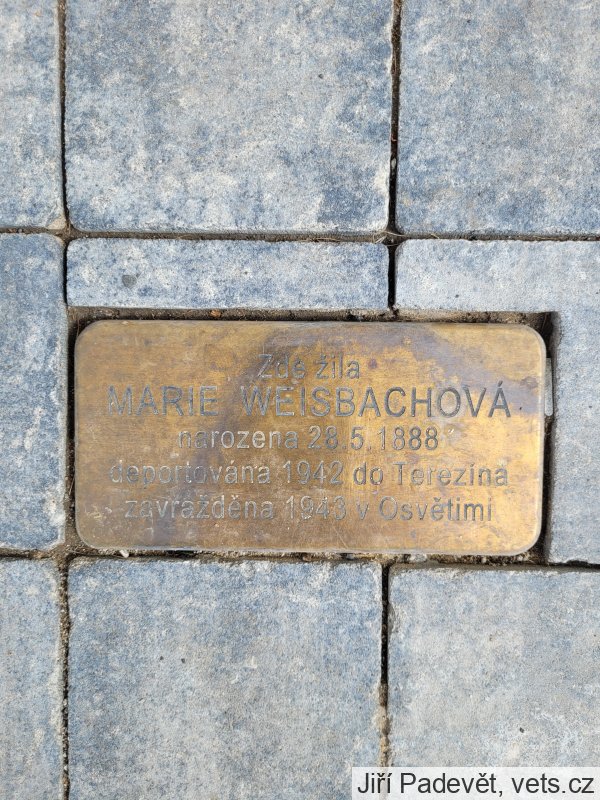 Zde žila
MARIE WEISBACHOVÁ
narozena 28.5.1888
deportována 1942 do Terezína
zavražděna 1943 v Osvětimi
Jiří Padevět, vets.cz